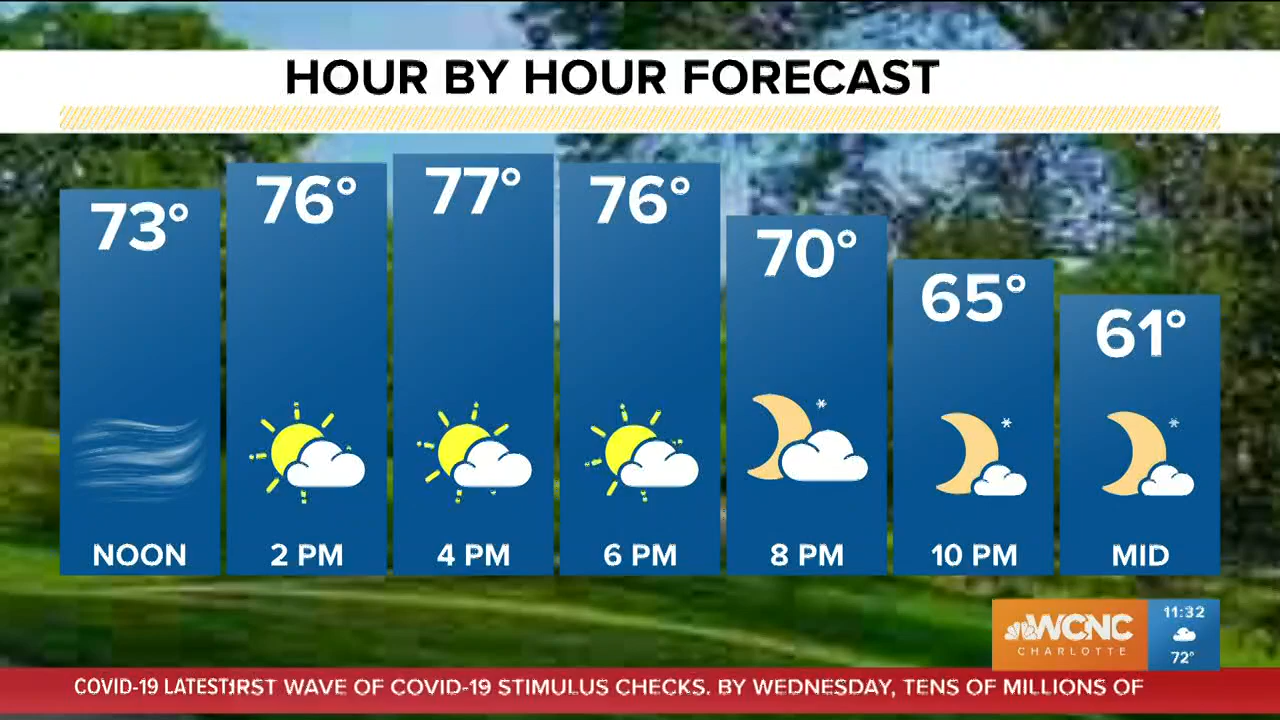 HOUR BY HOUR FORECAST
73° 76° 77° 76° 70° 65° 61°
NOON 2 PM 4 PM 6 PM 8 PM 10 PM MID
WCNC 11:32
CHARLOTTE 72°
COVID-19 LATEST: IRST WAVE OF COVID-19 STIMULUS CHECKS. BY WEDNESDAY, TENS OF MILLIONS OF